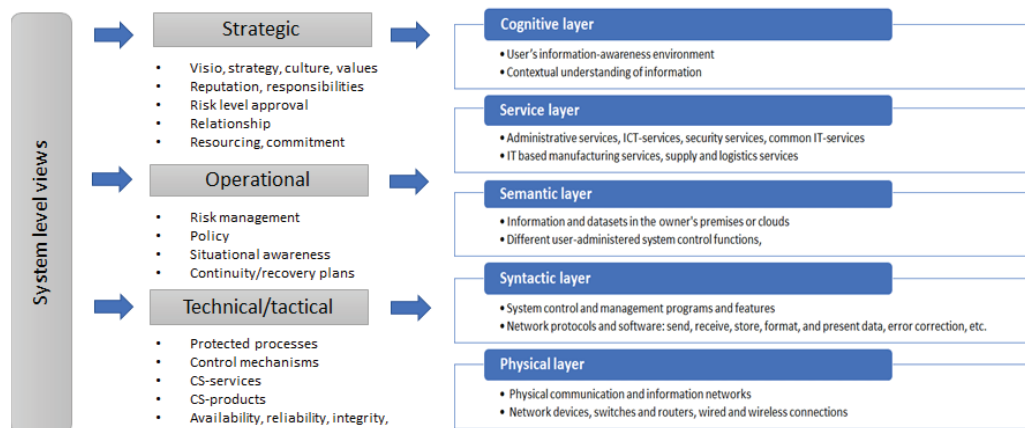 System level views
Strategic
• Visio, strategy, culture, values
• Reputation, responsibilities
• Risk level approval
• Relationship
• Resourcing, commitment
Operational
• Risk management
• Policy
• Situational awareness
• Continuity/recovery plans
Technical/tactical
• Protected processes
• Control mechanisms
• CS-services
• CS-products
• Availability, reliability, integrity,
Cognitive layer
• User's information-awareness environment
• Contextual understanding of information
Service layer
• Administrative services, ICT-services, security services, common IT-services
• IT based manufacturing services, supply and logistics services
Semantic layer
• Information and datasets in the owner's premises or clouds
• Different user-administered system control functions,
Syntactic layer
• System control and management programs and features
• Network protocols and software: send, receive, store, format, and present data, error correction, etc.
Physical layer
• Physical communication and information networks
• Network devices, switches and routers, wired and wireless connections